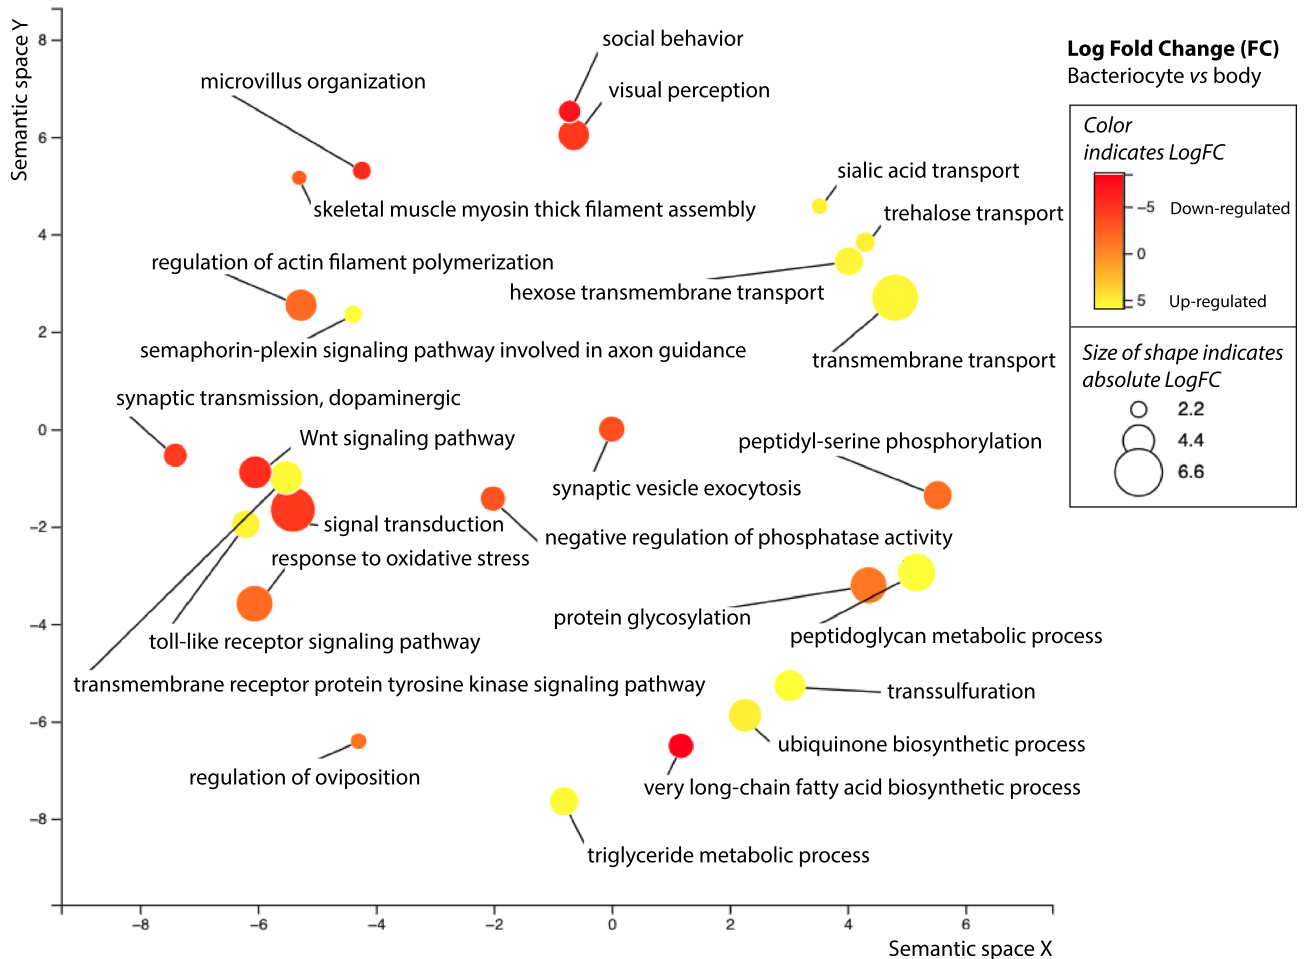 Semantic space Y
8
6
4
2
0
−2
−4
−6
−8
social behavior
microvillus organization
visual perception
sialic acid transport
skeletal muscle myosin thick filament assembly
trehalose transport
regulation of actin filament polymerization
hexose transmembrane transport
semaphorin-plexin signaling pathway involved in axon guidance
transmembrane transport
synaptic transmission, dopaminergic
Wnt signaling pathway
peptidyl-serine phosphorylation
synaptic vesicle exocytosis
signal transduction
negative regulation of phosphatase activity
response to oxidative stress
protein glycosylation
toll-like receptor signaling pathway
peptidoglycan metabolic process
transmembrane receptor protein tyrosine kinase signaling pathway
transsulfuration
ubiquinone biosynthetic process
regulation of oviposition
very long-chain fatty acid biosynthetic process
triglyceride metabolic process
−8 −6 −4 −2 0 2 4 6
Semantic space X
Log Fold Change (FC)
Bacteriocyte vs body
Color
indicates LogFC
−5 Down-regulated
0
5 Up-regulated
Size of shape indicates
absolute LogFC
2.2
4.4
6.6